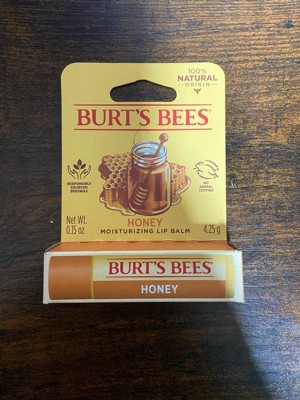 100%
NATURAL
ORIGIN
BURT'S BEES®
RESPONSIBLY
SOURCED
BEESWAX
NO
ANIMAL
TESTING
HONEY
MOISTURIZING LIP BALM
Net Wt.
0.15 oz
4.25 g
BURT'S BEES®
HONEY